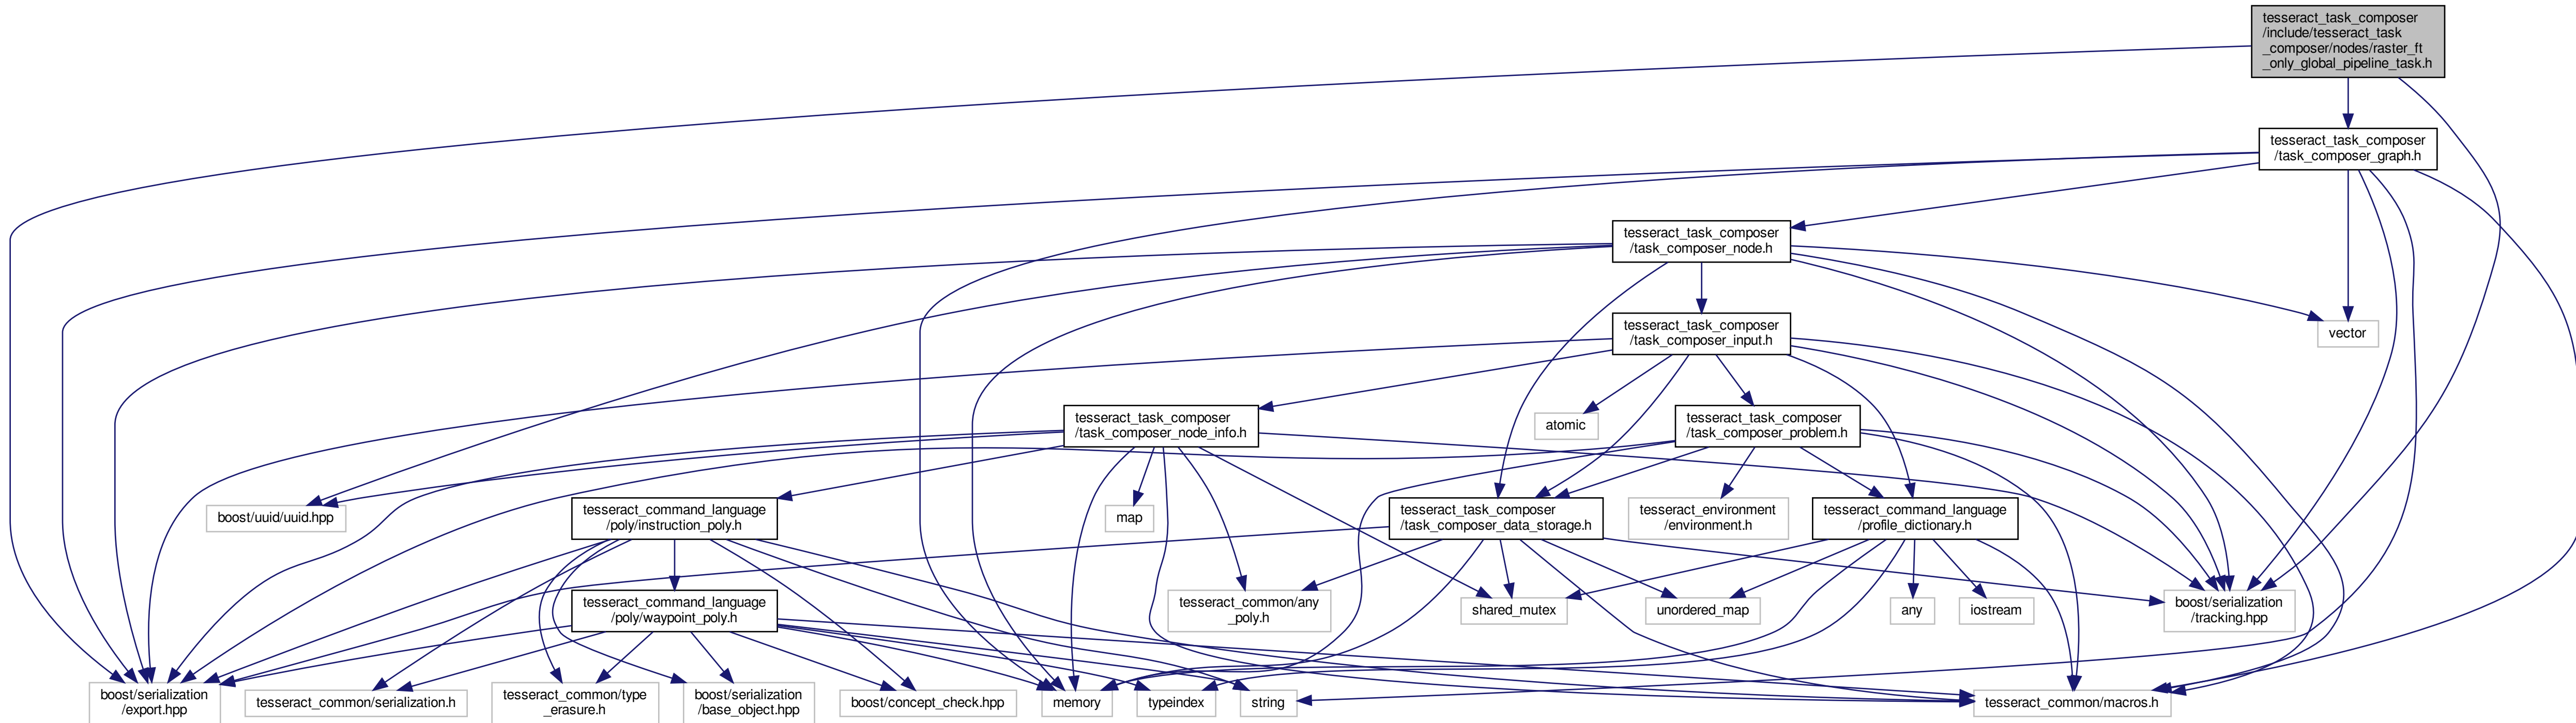 tesseract_task_composer
/include/tesseract_task
_composer/nodes/raster_ft
_only_global_pipeline_task.h
tesseract_task_composer
/task_composer_graph.h
tesseract_task_composer
/task_composer_node.h
tesseract_task_composer
/task_composer_input.h
vector
tesseract_task_composer
/task_composer_node_info.h
atomic
tesseract_task_composer
/task_composer_problem.h
boost/uuid/uuid.hpp
tesseract_command_language
/poly/instruction_poly.h
map
tesseract_task_composer
/task_composer_data_storage.h
tesseract_environment
/environment.h
tesseract_command_language
/profile_dictionary.h
tesseract_command_language
/poly/waypoint_poly.h
tesseract_common/any
_poly.h
shared_mutex
unordered_map
any
iostream
boost/serialization
/tracking.hpp
boost/serialization
/export.hpp
tesseract_common/serialization.h
tesseract_common/type
_erasure.h
boost/serialization
/base_object.hpp
boost/concept_check.hpp
memory
typeindex
string
tesseract_common/macros.h